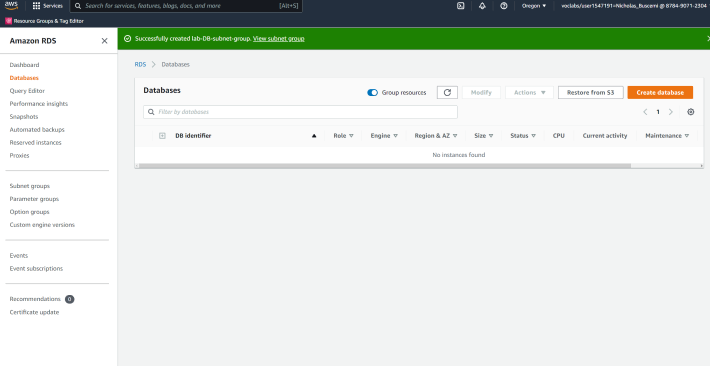 aws
Services
Search for services, features, blogs, docs, and more
[Alt+S]
Oregon ▼
voclabs/user1547191=Nicholas_Buscemi @ 8784-9071-2304
Resource Groups & Tag Editor
Amazon RDS
Dashboard
Databases
Query Editor
Performance insights
Snapshots
Automated backups
Reserved instances
Proxies
Subnet groups
Parameter groups
Option groups
Custom engine versions
Events
Event subscriptions
Recommendations 0
Certificate update
Successfully created lab-DB-subnet-group. View subnet group
RDS > Databases
Databases
Group resources
Modify
Actions ▼
Restore from S3
Create database
Filter by databases
< 1 >
DB identifier ▲ Role ▽ Engine ▽ Region & AZ ▽ Size ▽ Status ▽ CPU Current activity Maintenance ▽
No instances found